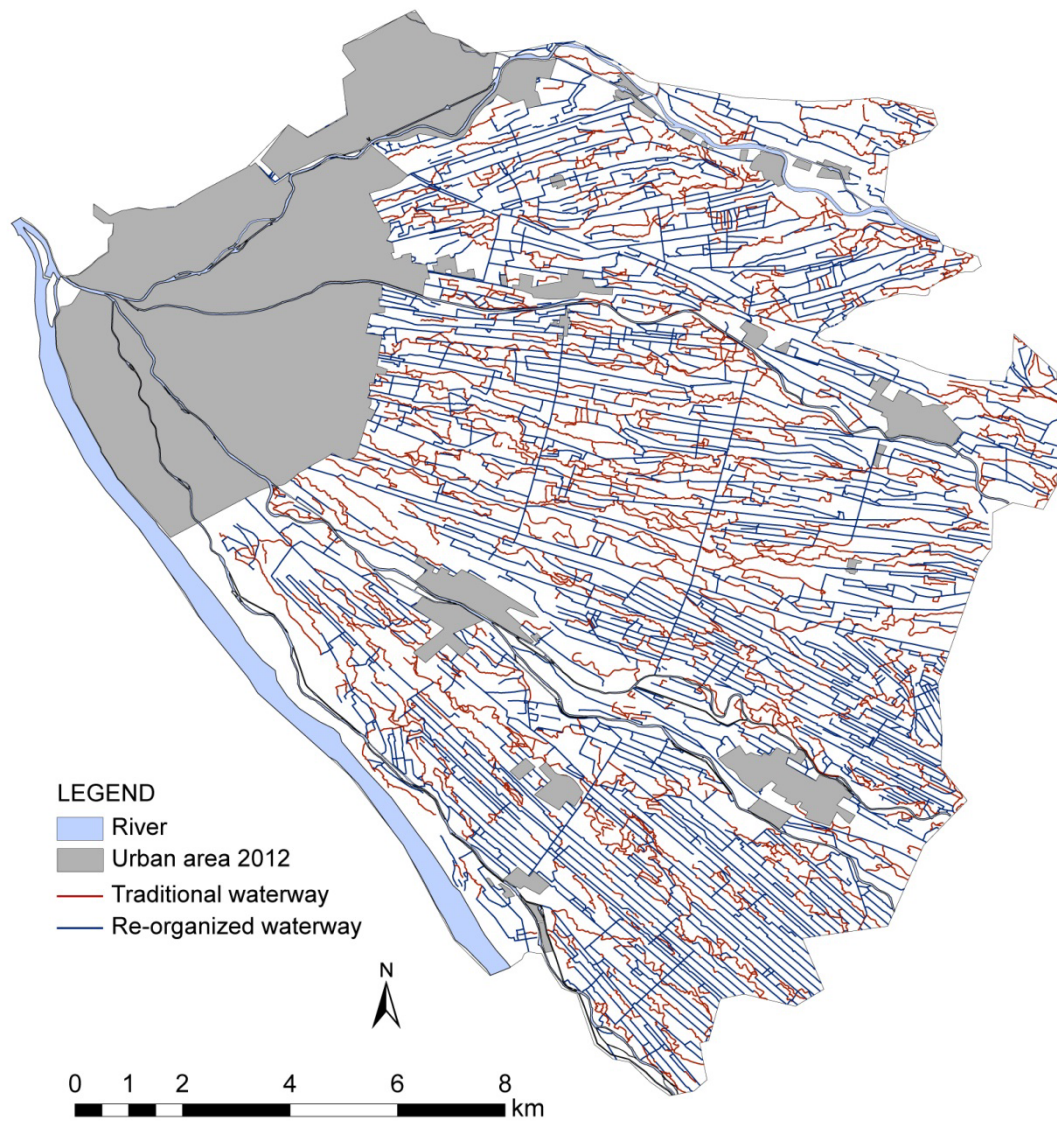 LEGEND
River
Urban area 2012
Traditional waterway
Re-organized waterway
N
0 1 2 4 6 8
km